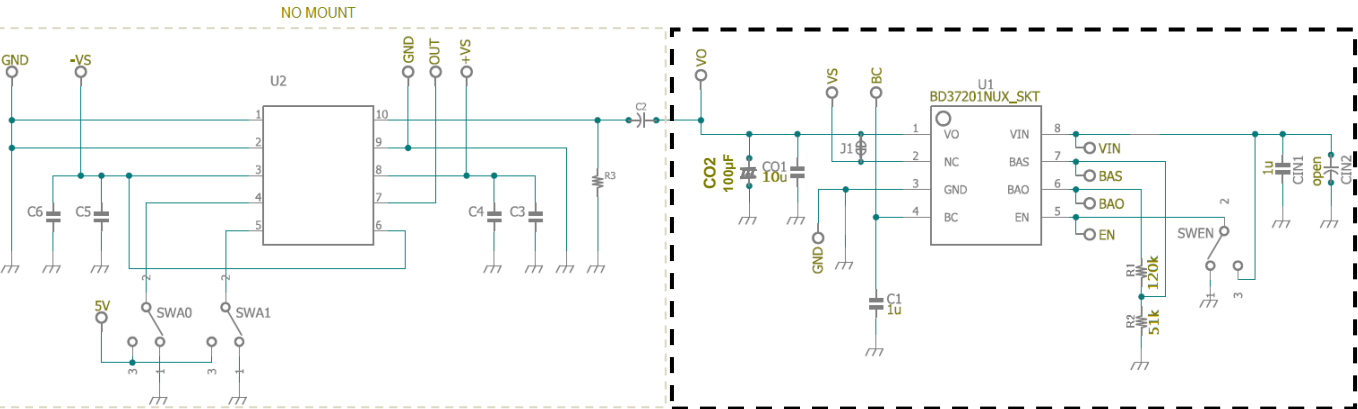 NO MOUNT
GND
-VS
U2
GND
OUT
+VS
1
2
3
4
5
10
9
8
7
6
C6
C5
C4
C3
R3
2
2
5V
SWA0
SWA1
3
1
3
1
VO
VS
BC
U1
BD37201NUX_SKT
1
2
3
4
VO
NC
GND
BC
VIN
BAS
BAO
EN
8
7
6
5
VIN
BAS
BAO
EN
J1
CO2
100µF
CO1
10u
GND
C1
1u
R1
120k
R2
51k
SWEN
2
1
3
1u
CIN1
open
CIN2